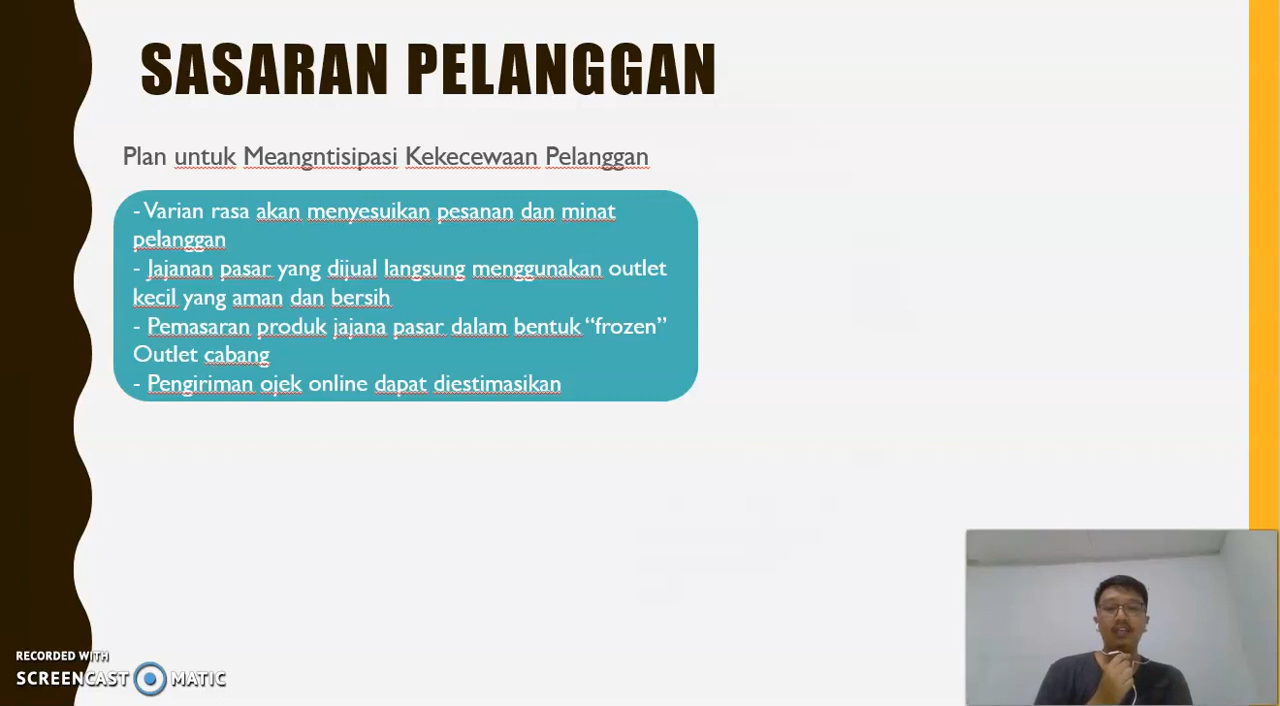 SASARAN PELANGGAN
Plan untuk Meangntisipasi Kekecewaan Pelanggan
- Varian rasa akan menyesuikan pesanan dan minat
pelanggan
- Jajanan pasar yang dijual langsung menggunakan outlet
kecil yang aman dan bersih
- Pemasaran produk jajana pasar dalam bentuk “frozen”
Outlet cabang
- Pengiriman ojek online dapat diestimasikan
RECORDED WITH
SCREENCAST MATIC